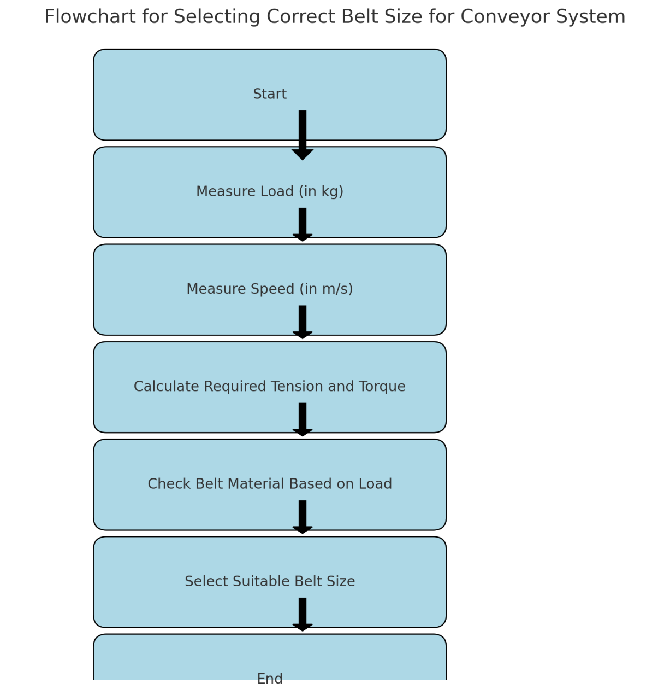 Flowchart for Selecting Correct Belt Size for Conveyor System
Start
Measure Load (in kg)
Measure Speed (in m/s)
Calculate Required Tension and Torque
Check Belt Material Based on Load
Select Suitable Belt Size
End